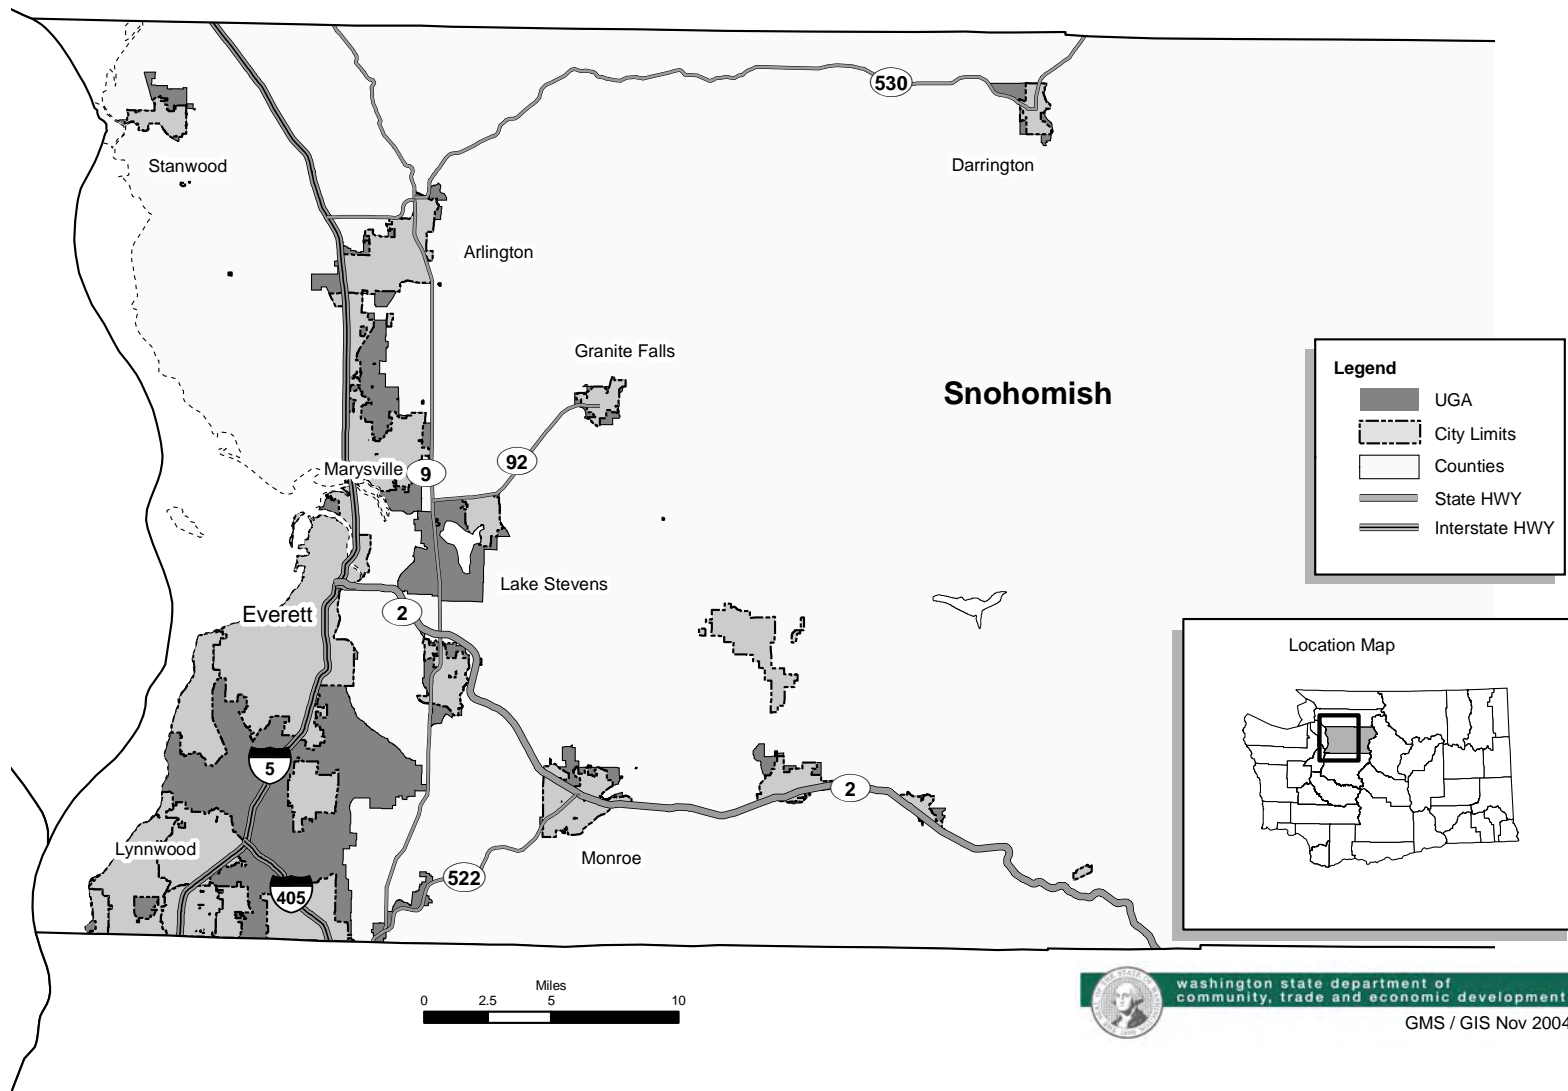 530
Stanwood
Darrington
Arlington
Granite Falls
Snohomish
Legend
UGA
City Limits
Counties
State HWY
Interstate HWY
92
Marysville
9
Lake Stevens
2
Everett
Location Map
5
2
Lynnwood
Monroe
522
405
Miles
0 2.5 5 10
washington state department of
community, trade and economic development
GMS / GIS Nov 2004